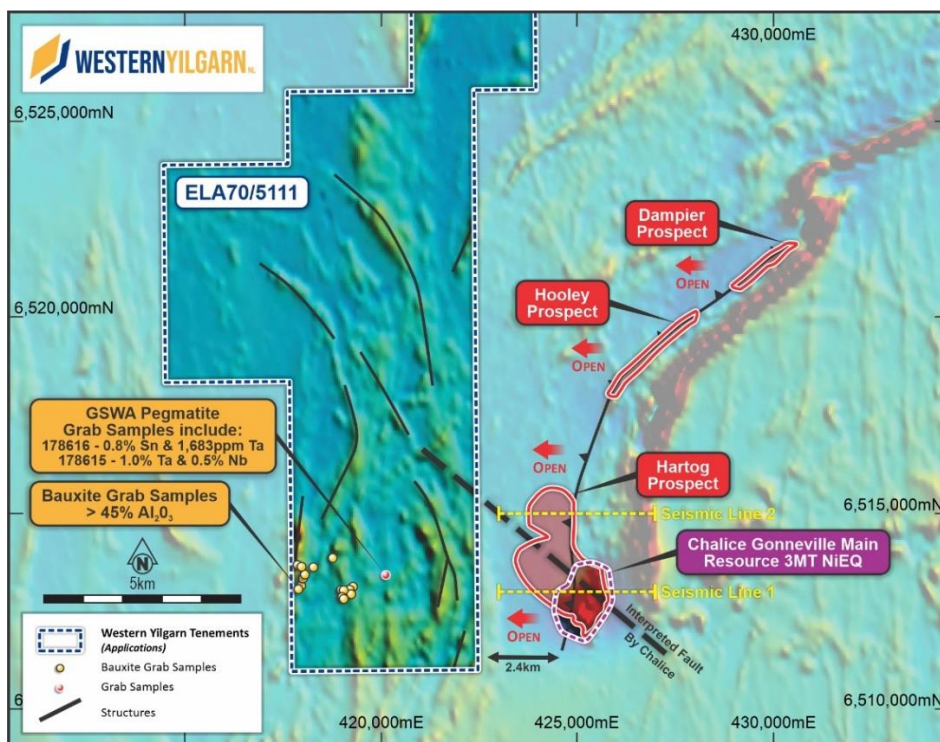 WESTERNYILGARN NL
430,000mE
6,525,000mN
ELA70/5111
Dampier
Prospect
OPEN
Hooley
Prospect
6,520,000mN
OPEN
GSWA Pegmatite
Grab Samples include:
178616 - 0.8% Sn & 1,683ppm Ta
178615 - 1.0% Ta & 0.5% Nb
OPEN
Hartog
Prospect
Bauxite Grab Samples
> 45% Al₂O₃
6,515,000mN
Seismic Line 2
Chalice Gonneville Main
Resource 3MT NiEQ
N
5km
Seismic Line 1
OPEN
Interpreted Fault
By Chalice
2.4km
Western Yilgarn Tenements
(Applications)
Bauxite Grab Samples
Grab Samples
Structures
6,510,000mN
420,000mE
425,000mE
430,000mE